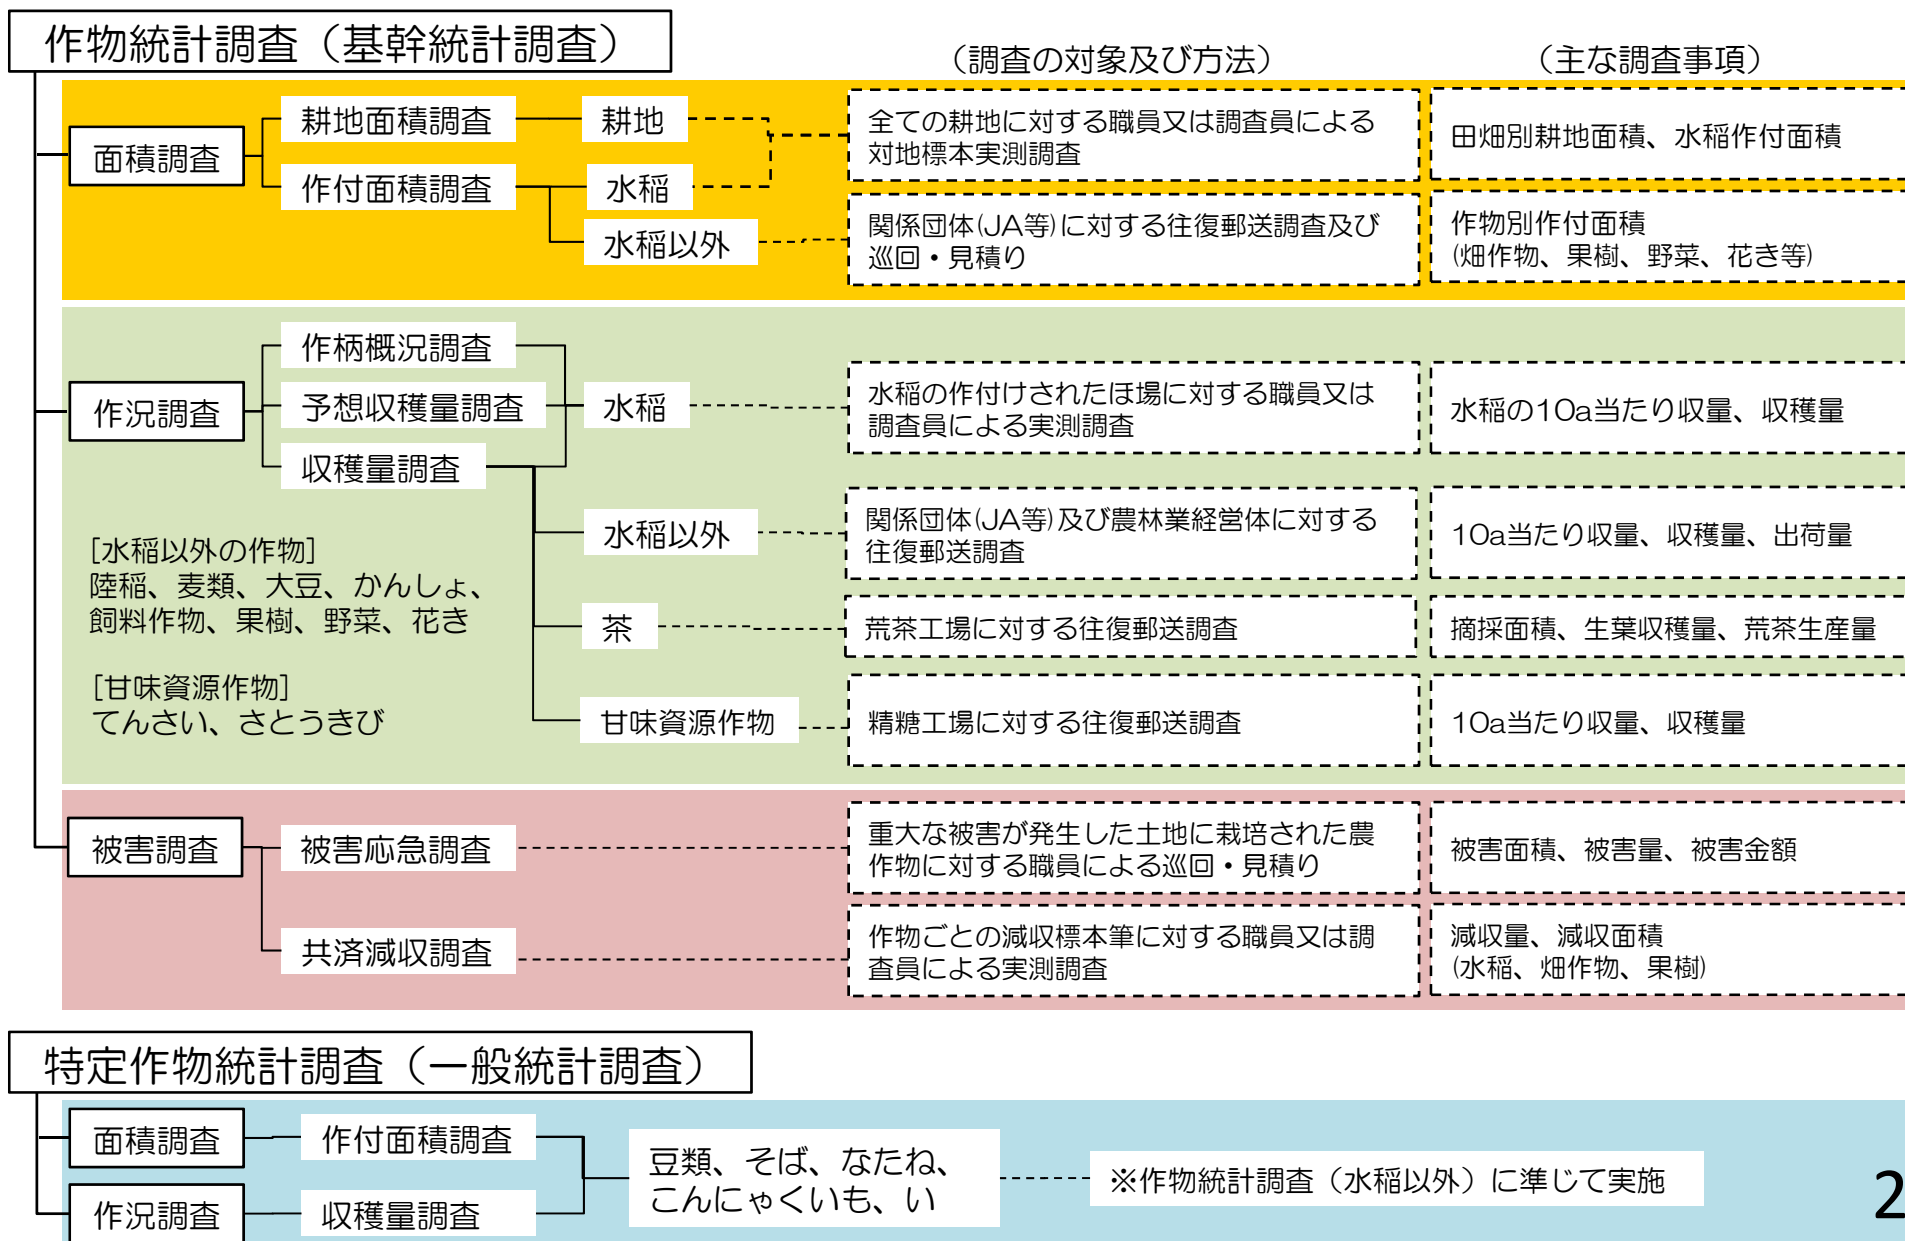 作物統計調査（基幹統計調査）
（調査の対象及び方法）
（主な調査事項）
面積調査
耕地面積調査
耕地
全ての耕地に対する職員又は調査員による
対地標本実測調査
田畑別耕地面積、水稲作付面積
作付面積調査
水稲
水稲以外
関係団体(JA等)に対する往復郵送調査及び
巡回・見積り
作物別作付面積
(畑作物、果樹、野菜、花き等)
作況調査
作柄概況調査
予想収穫量調査
収穫量調査
水稲
水稲の作付けされたほ場に対する職員又は
調査員による実測調査
水稲の10a当たり収量、収穫量
水稲以外
関係団体(JA等)及び農林業経営体に対する
往復郵送調査
10a当たり収量、収穫量、出荷量
[水稲以外の作物]
陸稲、麦類、大豆、かんしょ、
飼料作物、果樹、野菜、花き
茶
荒茶工場に対する往復郵送調査
摘採面積、生葉収穫量、荒茶生産量
[甘味資源作物]
てんさい、さとうきび
甘味資源作物
精糖工場に対する往復郵送調査
10a当たり収量、収穫量
被害調査
被害応急調査
重大な被害が発生した土地に栽培された農
作物に対する職員による巡回・見積り
被害面積、被害量、被害金額
共済減収調査
作物ごとの減収標本筆に対する職員又は調
査員による実測調査
減収量、減収面積
(水稲、畑作物、果樹)
特定作物統計調査（一般統計調査）
面積調査
作付面積調査
作況調査
収穫量調査
豆類、そば、なたね、
こんにゃくいも、い
※作物統計調査（水稲以外）に準じて実施
2